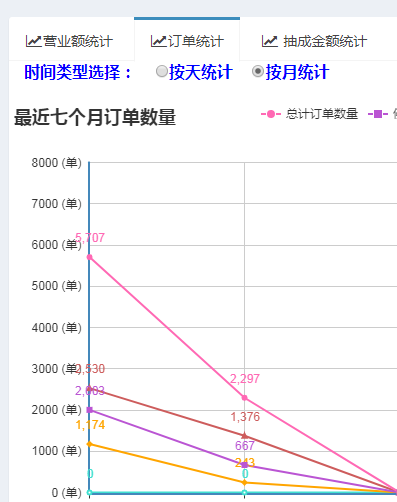 营业额统计 订单统计 抽成金额统计
时间类型选择： 按天统计 按月统计
最近七个月订单数量
总计订单数量
8000 (单)
7000 (单)
6000 (单)
5,707
5000 (单)
4000 (单)
3000 (单)
2,530
2,297
2000 (单)
1,376
1,174
1000 (单)
667
243
0
0
0 (单)